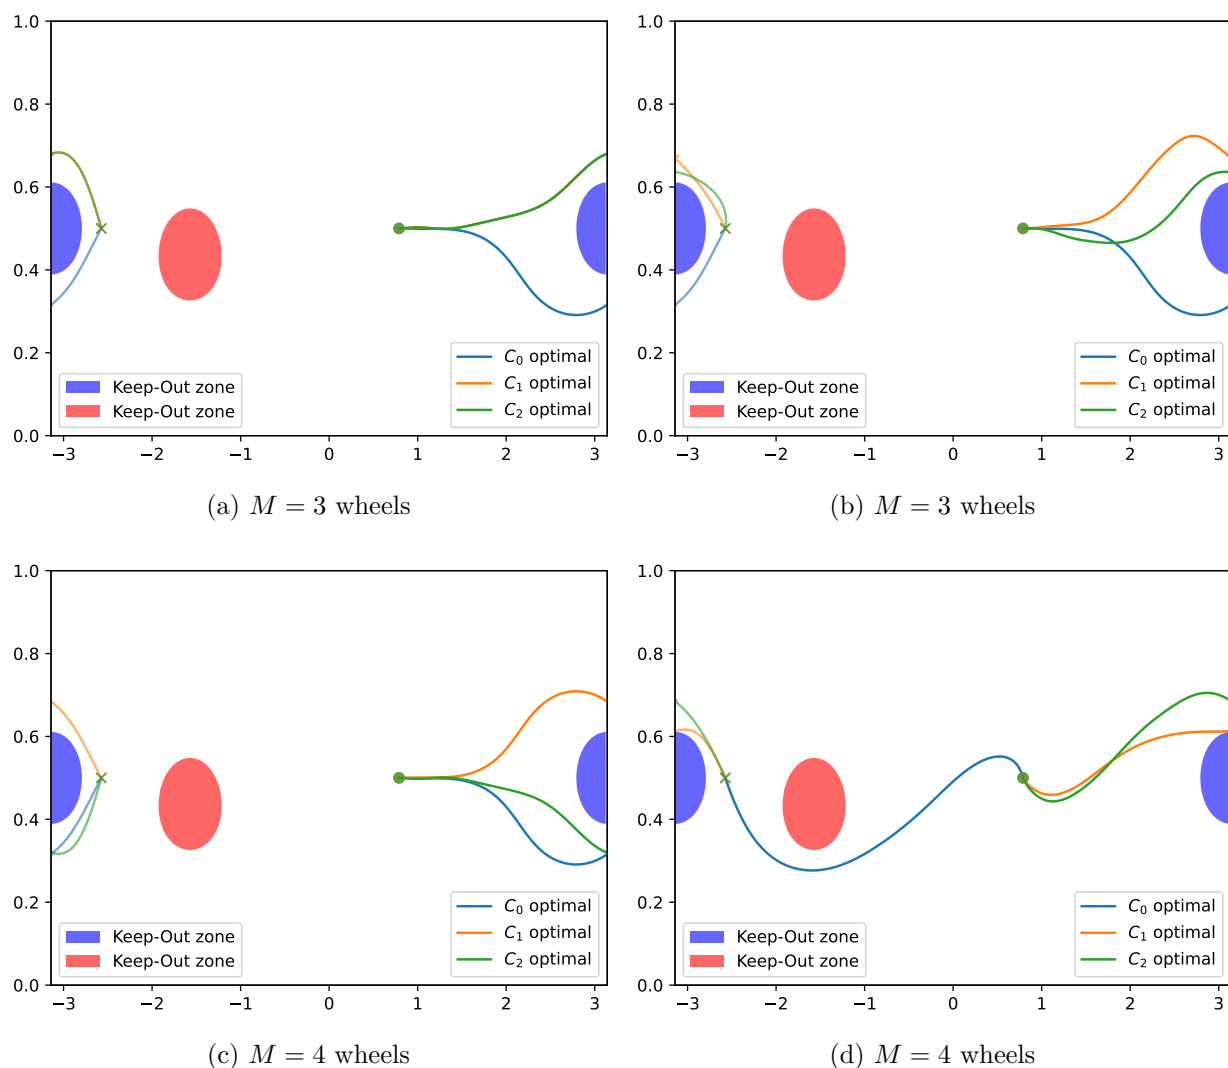 1.0
0.8
0.6
0.4
0.2
0.0
−3 −2 −1 0 1 2 3
Keep-Out zone
Keep-Out zone
C₀ optimal
C₁ optimal
C₂ optimal
(a) M = 3 wheels
1.0
0.8
0.6
0.4
0.2
0.0
−3 −2 −1 0 1 2 3
Keep-Out zone
Keep-Out zone
C₀ optimal
C₁ optimal
C₂ optimal
(b) M = 3 wheels
1.0
0.8
0.6
0.4
0.2
0.0
−3 −2 −1 0 1 2 3
Keep-Out zone
Keep-Out zone
C₀ optimal
C₁ optimal
C₂ optimal
(c) M = 4 wheels
1.0
0.8
0.6
0.4
0.2
0.0
−3 −2 −1 0 1 2 3
Keep-Out zone
Keep-Out zone
C₀ optimal
C₁ optimal
C₂ optimal
(d) M = 4 wheels